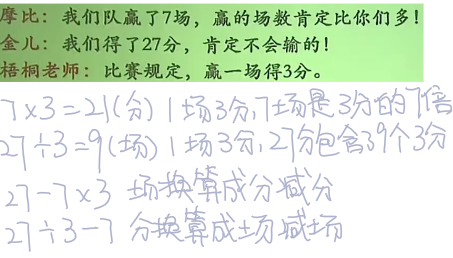 摩比：我们队赢了7场，赢的场数肯定比你们多！
金儿：我们得了27分，肯定不会输的！
梧桐老师：比赛规定，赢一场得3分。
7×3=21(分) 1场3分,7场是3分的7倍
27÷3=9(场) 1场3分,27分包含39个3分
27-7×3 场换算成分减分
27÷3-7 分换算成场减场